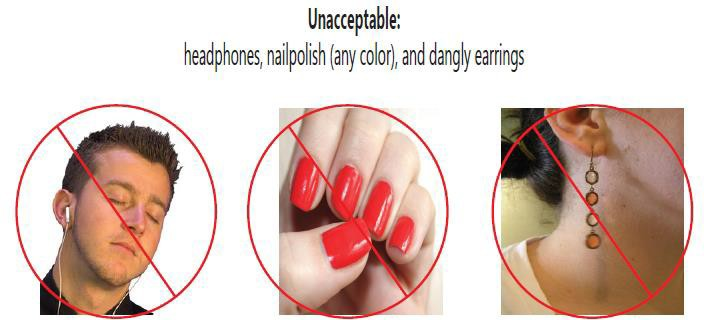 Unacceptable:
headphones, nailpolish (any color), and dangly earrings